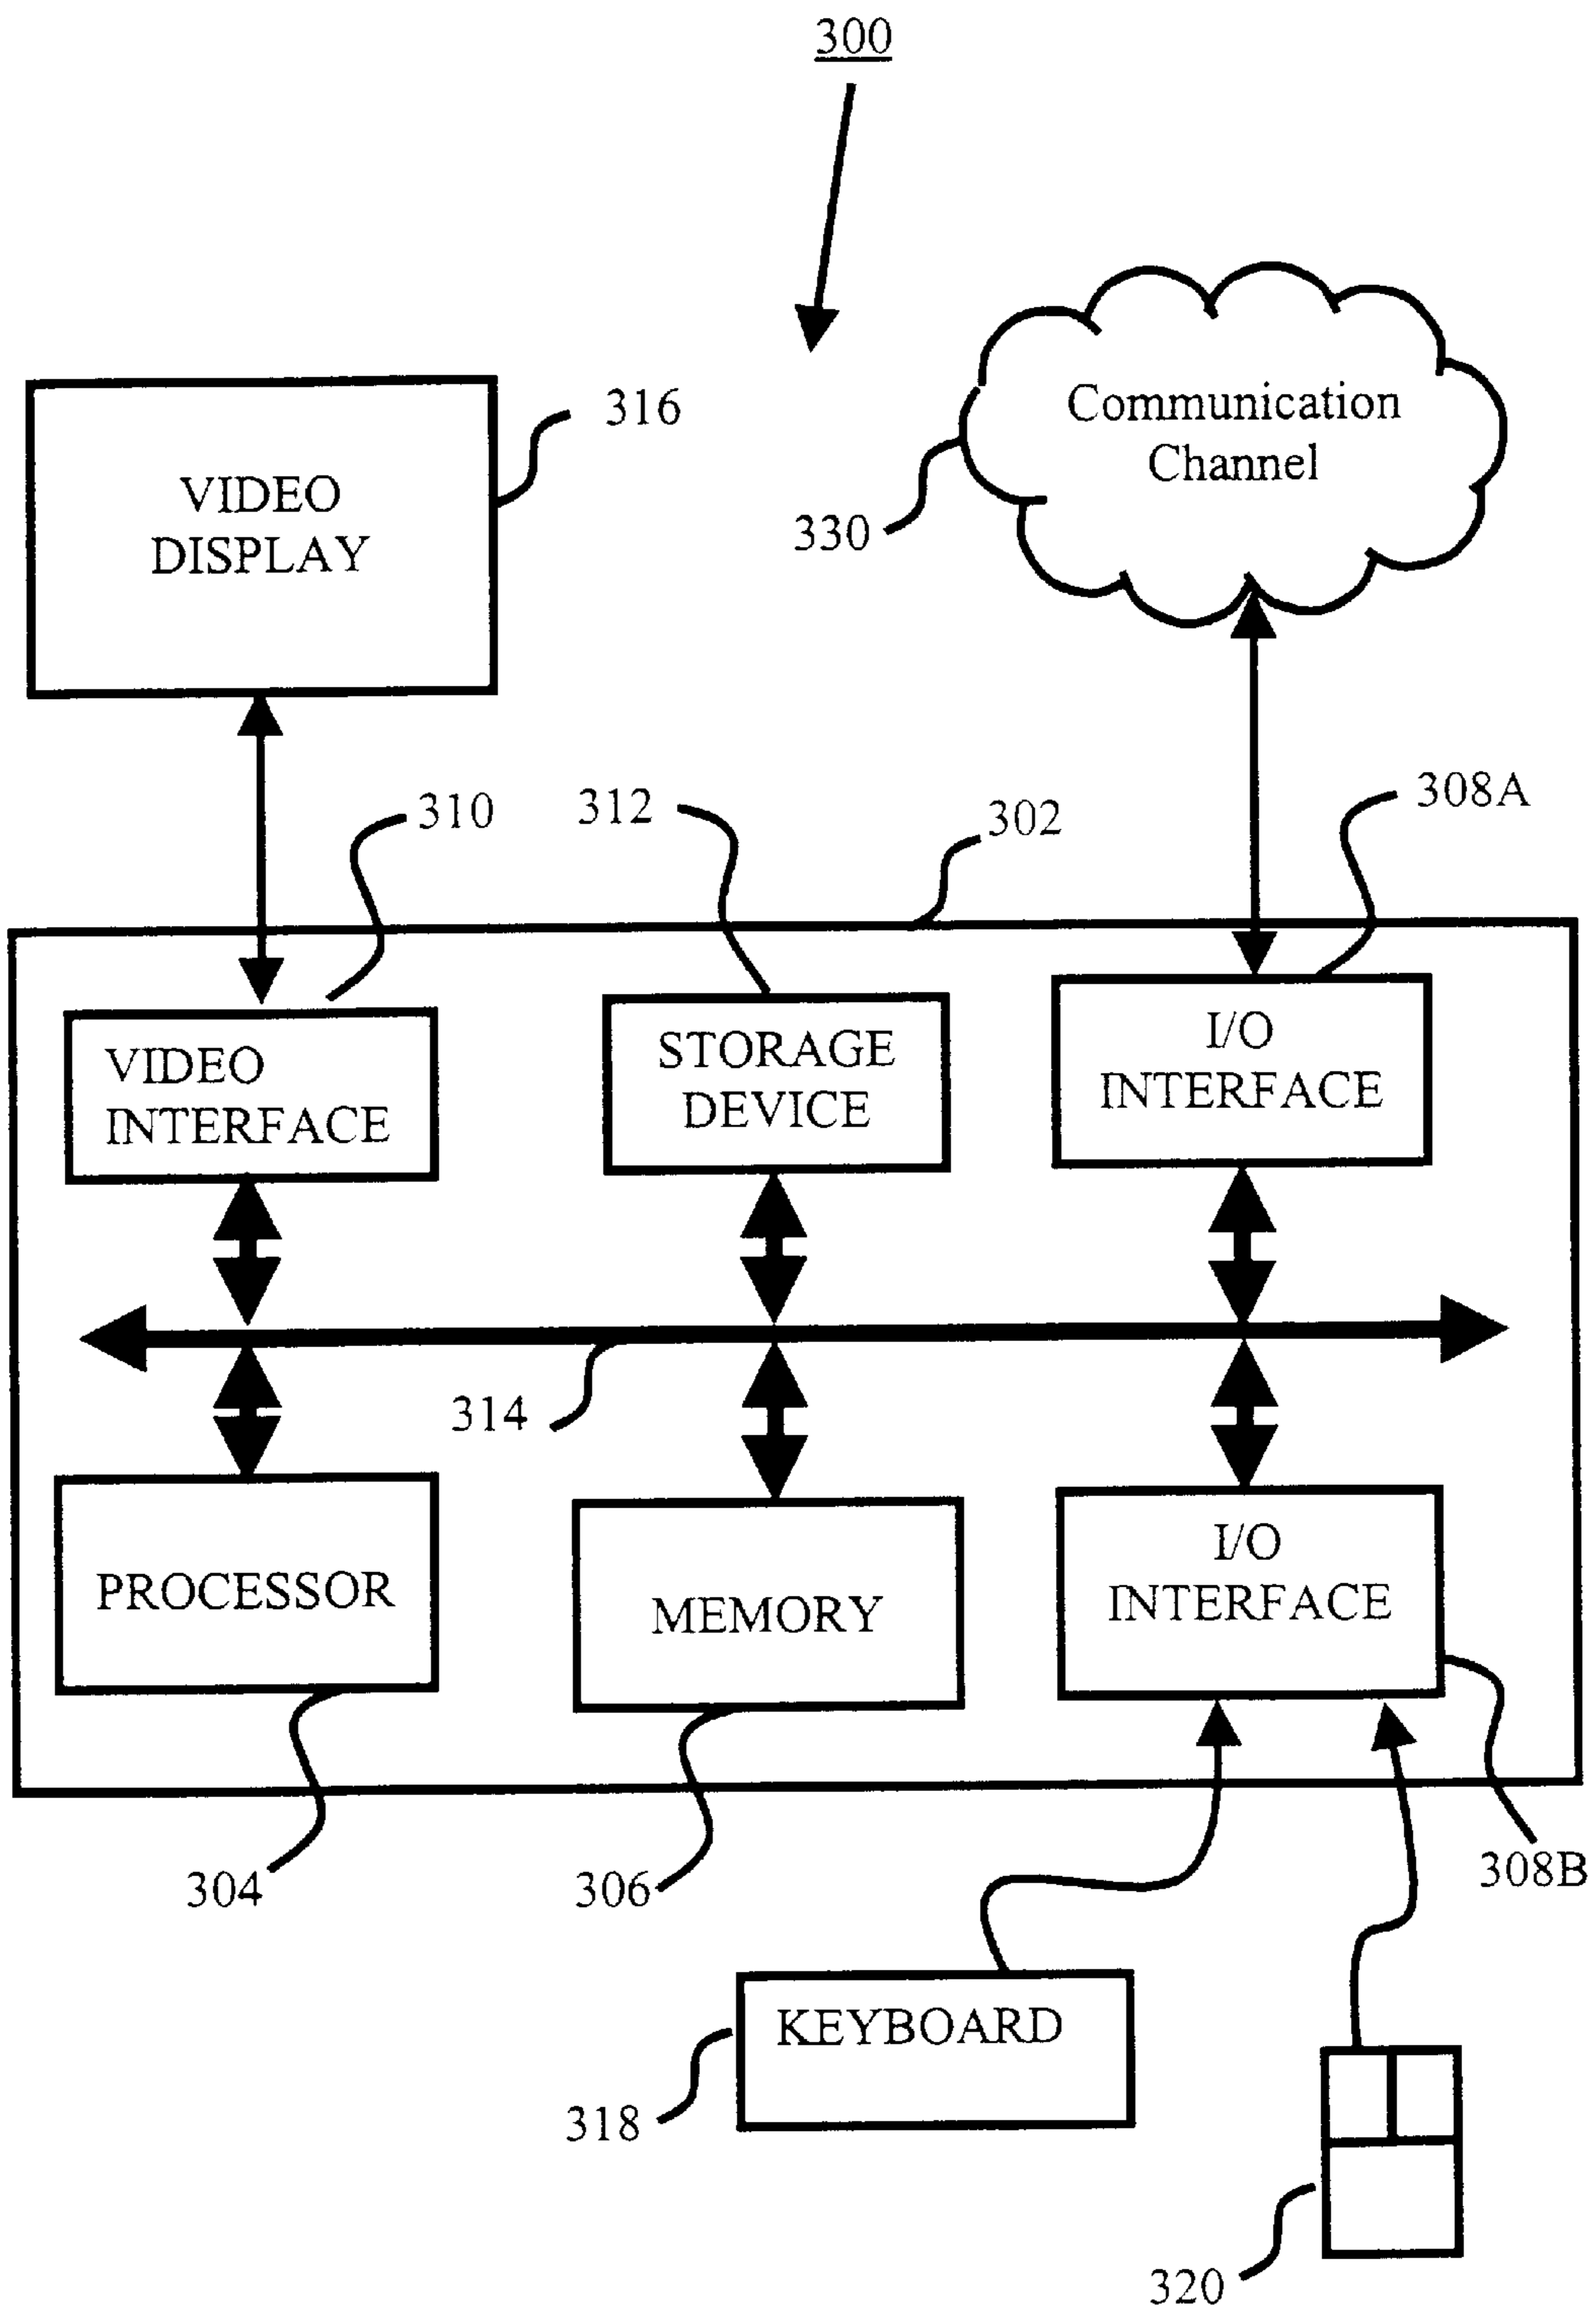 300
Communication
Channel
316
VIDEO
DISPLAY
330
310
312
302
308A
VIDEO
INTERFACE
STORAGE
DEVICE
I/O
INTERFACE
314
PROCESSOR
MEMORY
I/O
INTERFACE
304
306
308B
KEYBOARD
318
320